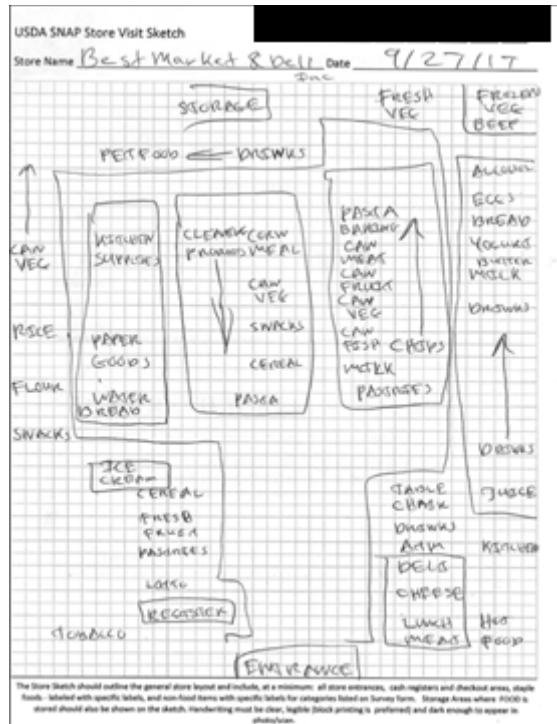 USDA SNAP Store Visit Sketch
Store Name Best Market & Deli Inc Date 9/27/17
STORAGE
FRESH
VEG
FROZEN
VEG
BEEF
PET FOOD
DRINKS
CAN
VEG
RICE
FLOUR
SNACKS
KITCHEN
SUPPLIES
PAPER
GOODS
WATER
BREAD
CLEANER
PRODUCTS
CORN
MEAL
CAN
VEG
SNACKS
CEREAL
PASTA
PASTA
BAKING
CAN
MEAT
CAN
FRUIT
CAN
VEG
CAN
FISH
CHIPS
MILK
PASTRIES
ALCOHOL
EGGS
BREAD
YOGURT
BUTTER
MILK
DRINKS
DRINKS
JUICE
ICE
CREAM
CEREAL
FRESH
FRUIT
PASTRIES
LOTTO
REGISTER
TOBACCO
TABLE
CHAIR
DRINKS
ATM
KITCHEN
DELI
CHEESE
LUNCH
MEAT
HOT
FOOD
ENTRANCE
The Store Sketch should outline the general store layout and include, at a minimum: all store entrances, cash registers and checkout areas, staple
foods - labeled with specific labels, and non-food items with specific labels for categories listed on Survey form. Storage Areas where FOOD is
stored should also be shown on the sketch. Handwriting must be clear, legible (block printing is preferred) and dark enough to appear in
photo/scan.